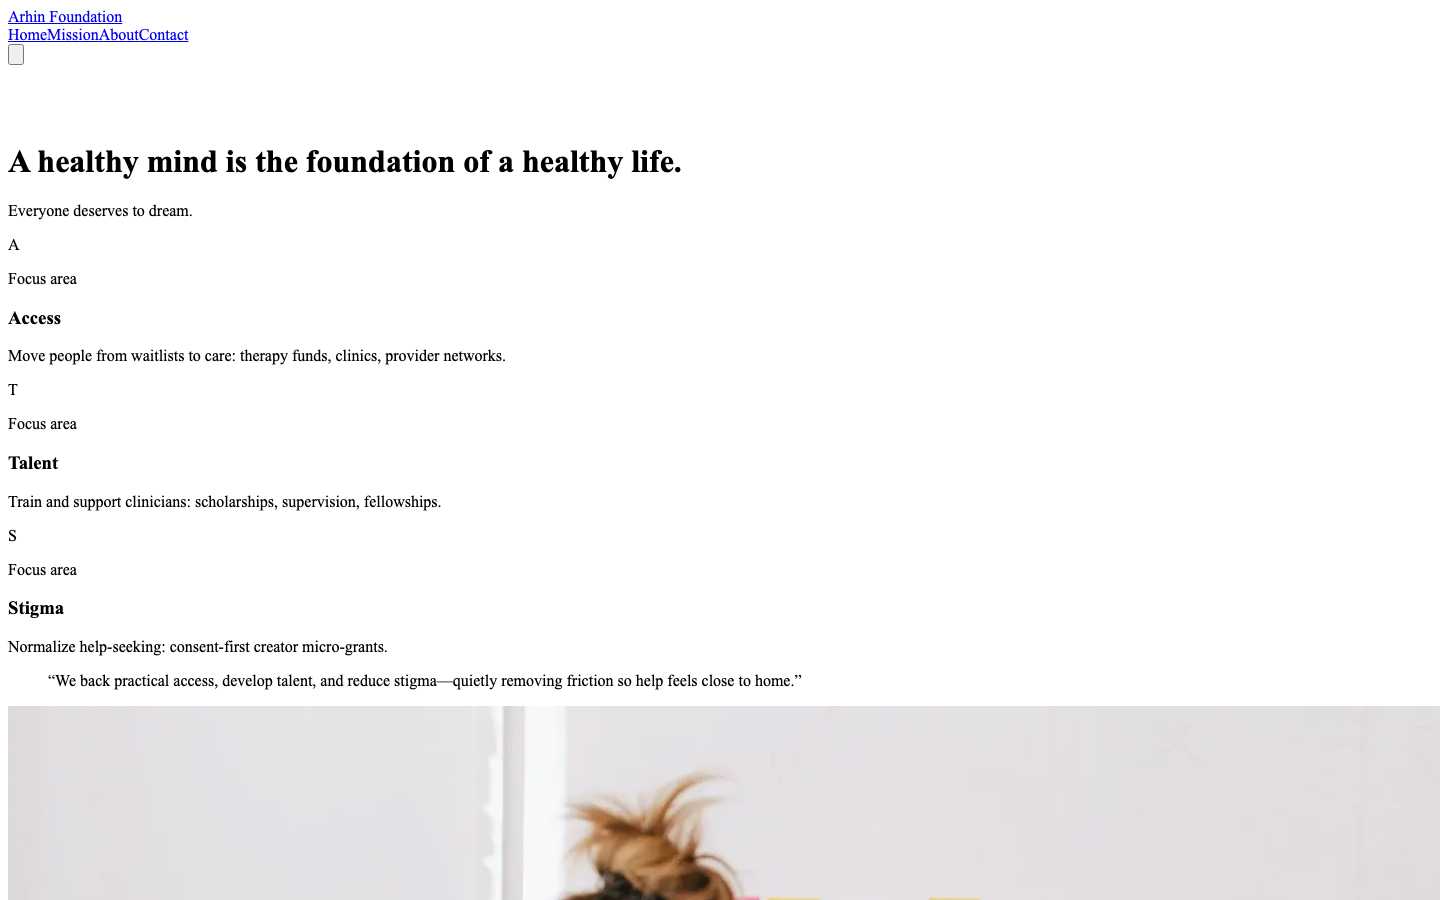 Arhin Foundation
HomeMissionAboutContact
A healthy mind is the foundation of a healthy life.
Everyone deserves to dream.
A
Focus area
Access
Move people from waitlists to care: therapy funds, clinics, provider networks.
T
Focus area
Talent
Train and support clinicians: scholarships, supervision, fellowships.
S
Focus area
Stigma
Normalize help-seeking: consent-first creator micro-grants.
“We back practical access, develop talent, and reduce stigma—quietly removing friction so help feels close to home.”